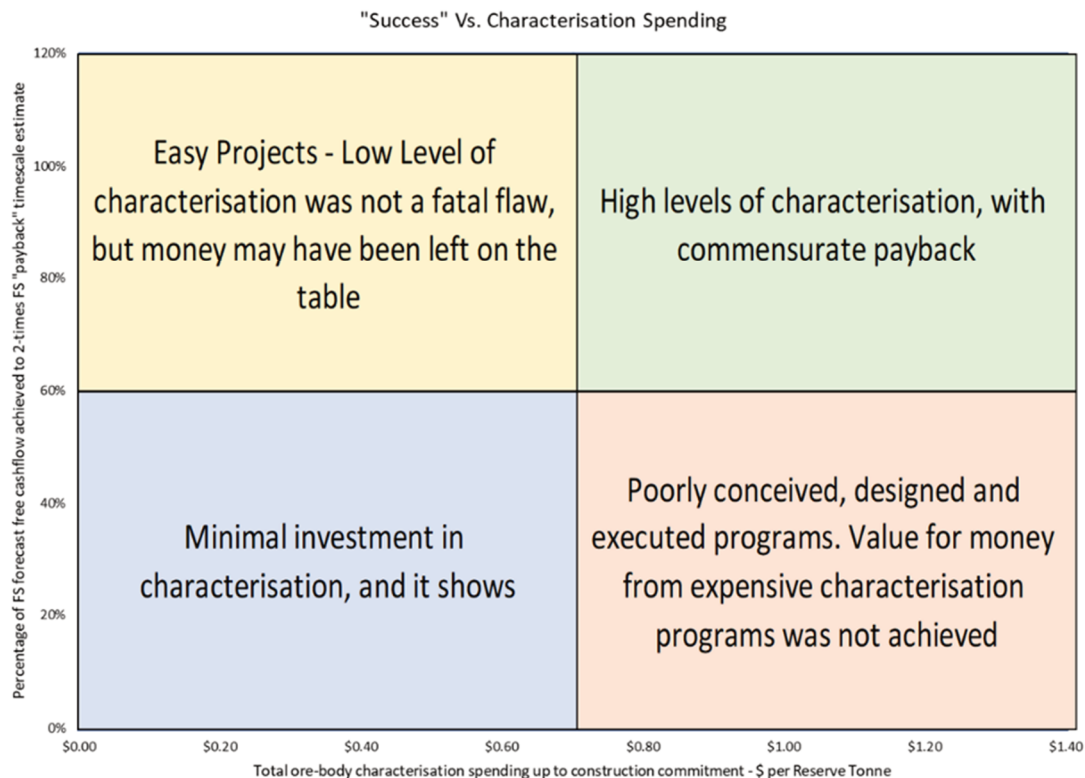 "Success" Vs. Characterisation Spending
Percentage of FS forecast free cashflow achieved to 2-times FS "payback" timescale estimate
120%
100%
80%
60%
40%
20%
0%
Easy Projects - Low Level of
characterisation was not a fatal flaw,
but money may have been left on the
table
High levels of characterisation, with
commensurate payback
Minimal investment in
characterisation, and it shows
Poorly conceived, designed and
executed programs. Value for money
from expensive characterisation
programs was not achieved
$0.00
$0.20
$0.40
$0.60
$0.80
$1.00
$1.20
$1.40
Total ore-body characterisation spending up to construction commitment - $ per Reserve Tonne